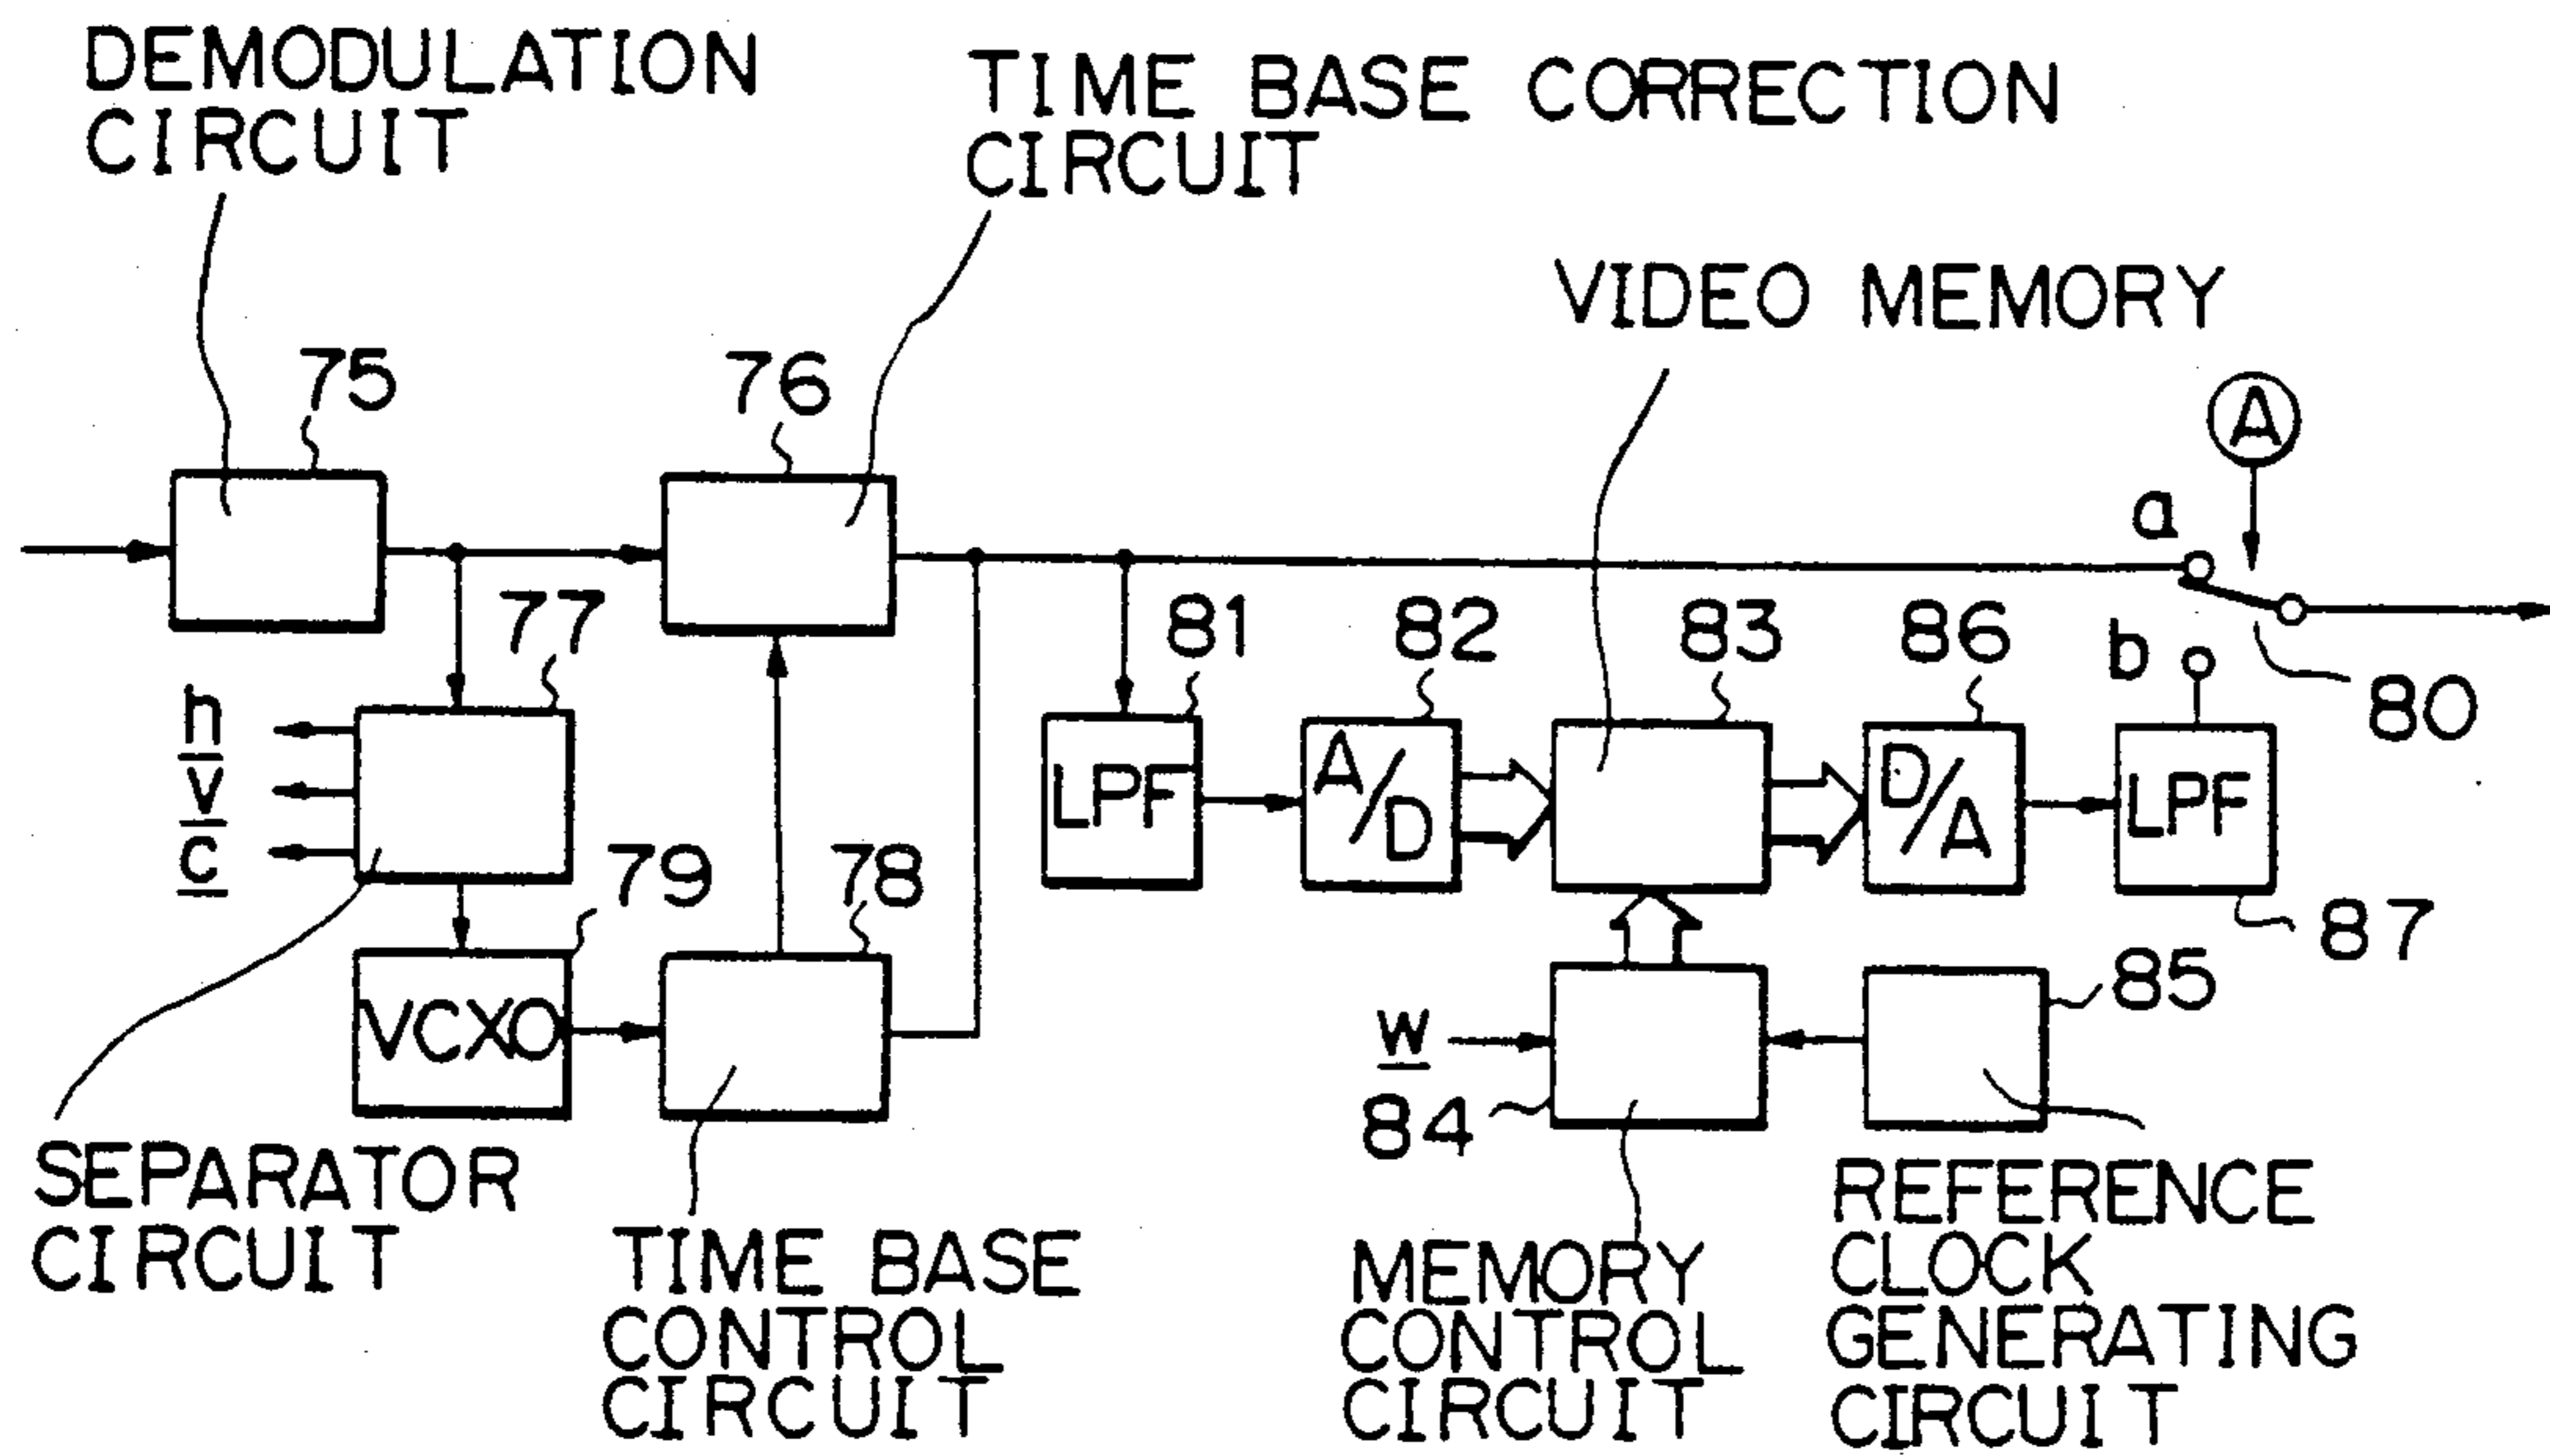 DEMODULATION
CIRCUIT
TIME BASE CORRECTION
CIRCUIT
VIDEO MEMORY
75
76
A
a
77
81
82
83
86
b
80
h
v
c
LPF
A/D
D/A
LPF
79
78
87
VCXO
w
85
84
SEPARATOR
CIRCUIT
TIME BASE
CONTROL
CIRCUIT
MEMORY
CONTROL
CIRCUIT
REFERENCE
CLOCK
GENERATING
CIRCUIT